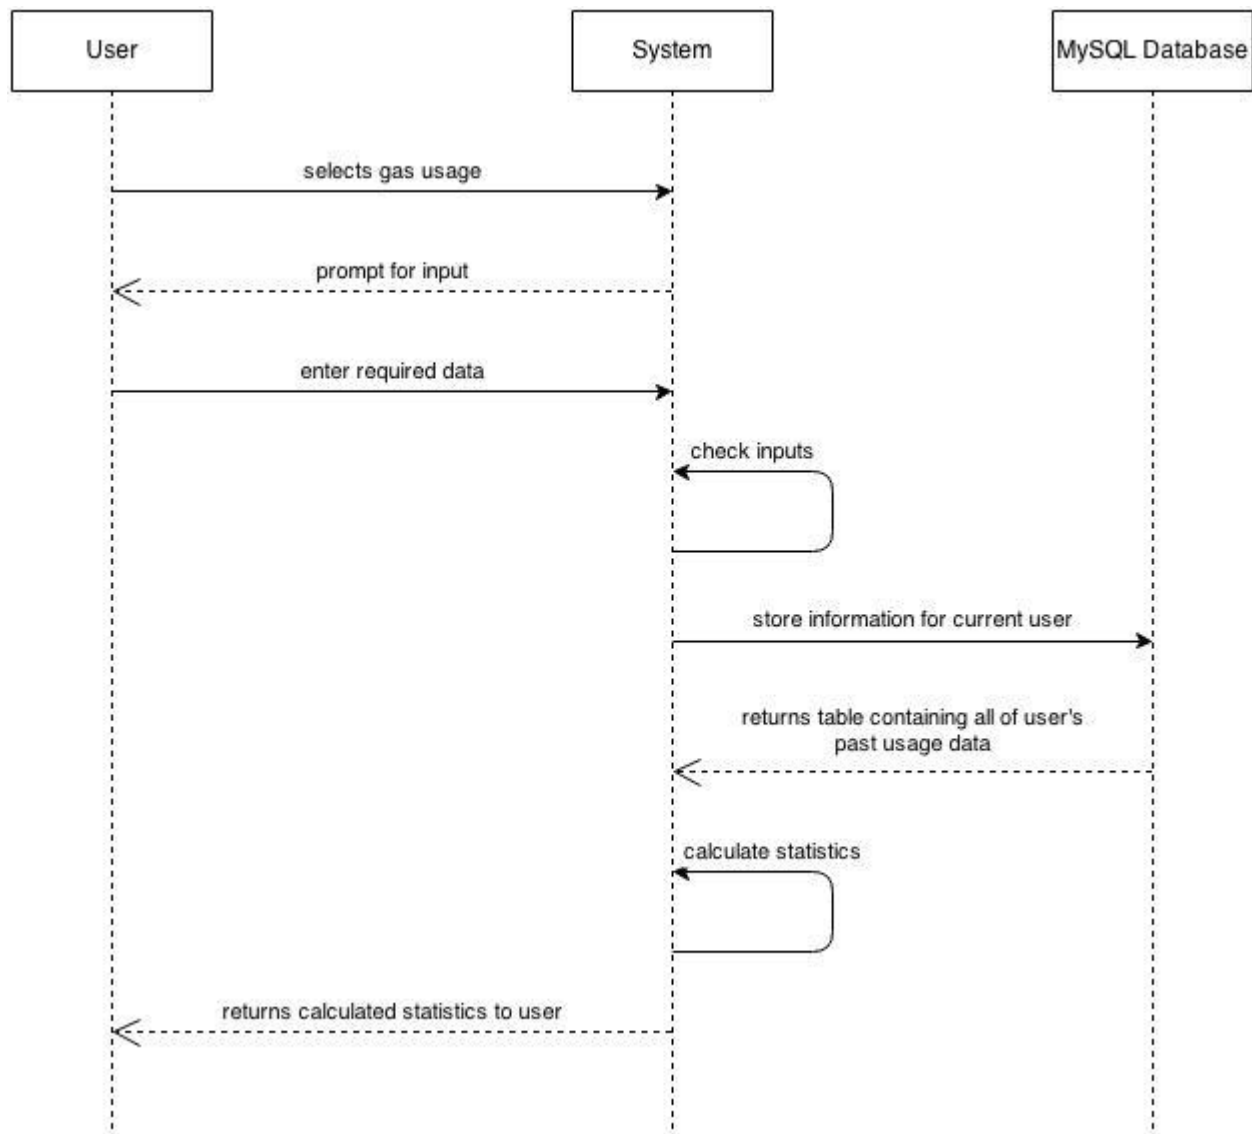 User
System
MySQL Database
selects gas usage
prompt for input
enter required data
check inputs
store information for current user
returns table containing all of user's
past usage data
calculate statistics
returns calculated statistics to user